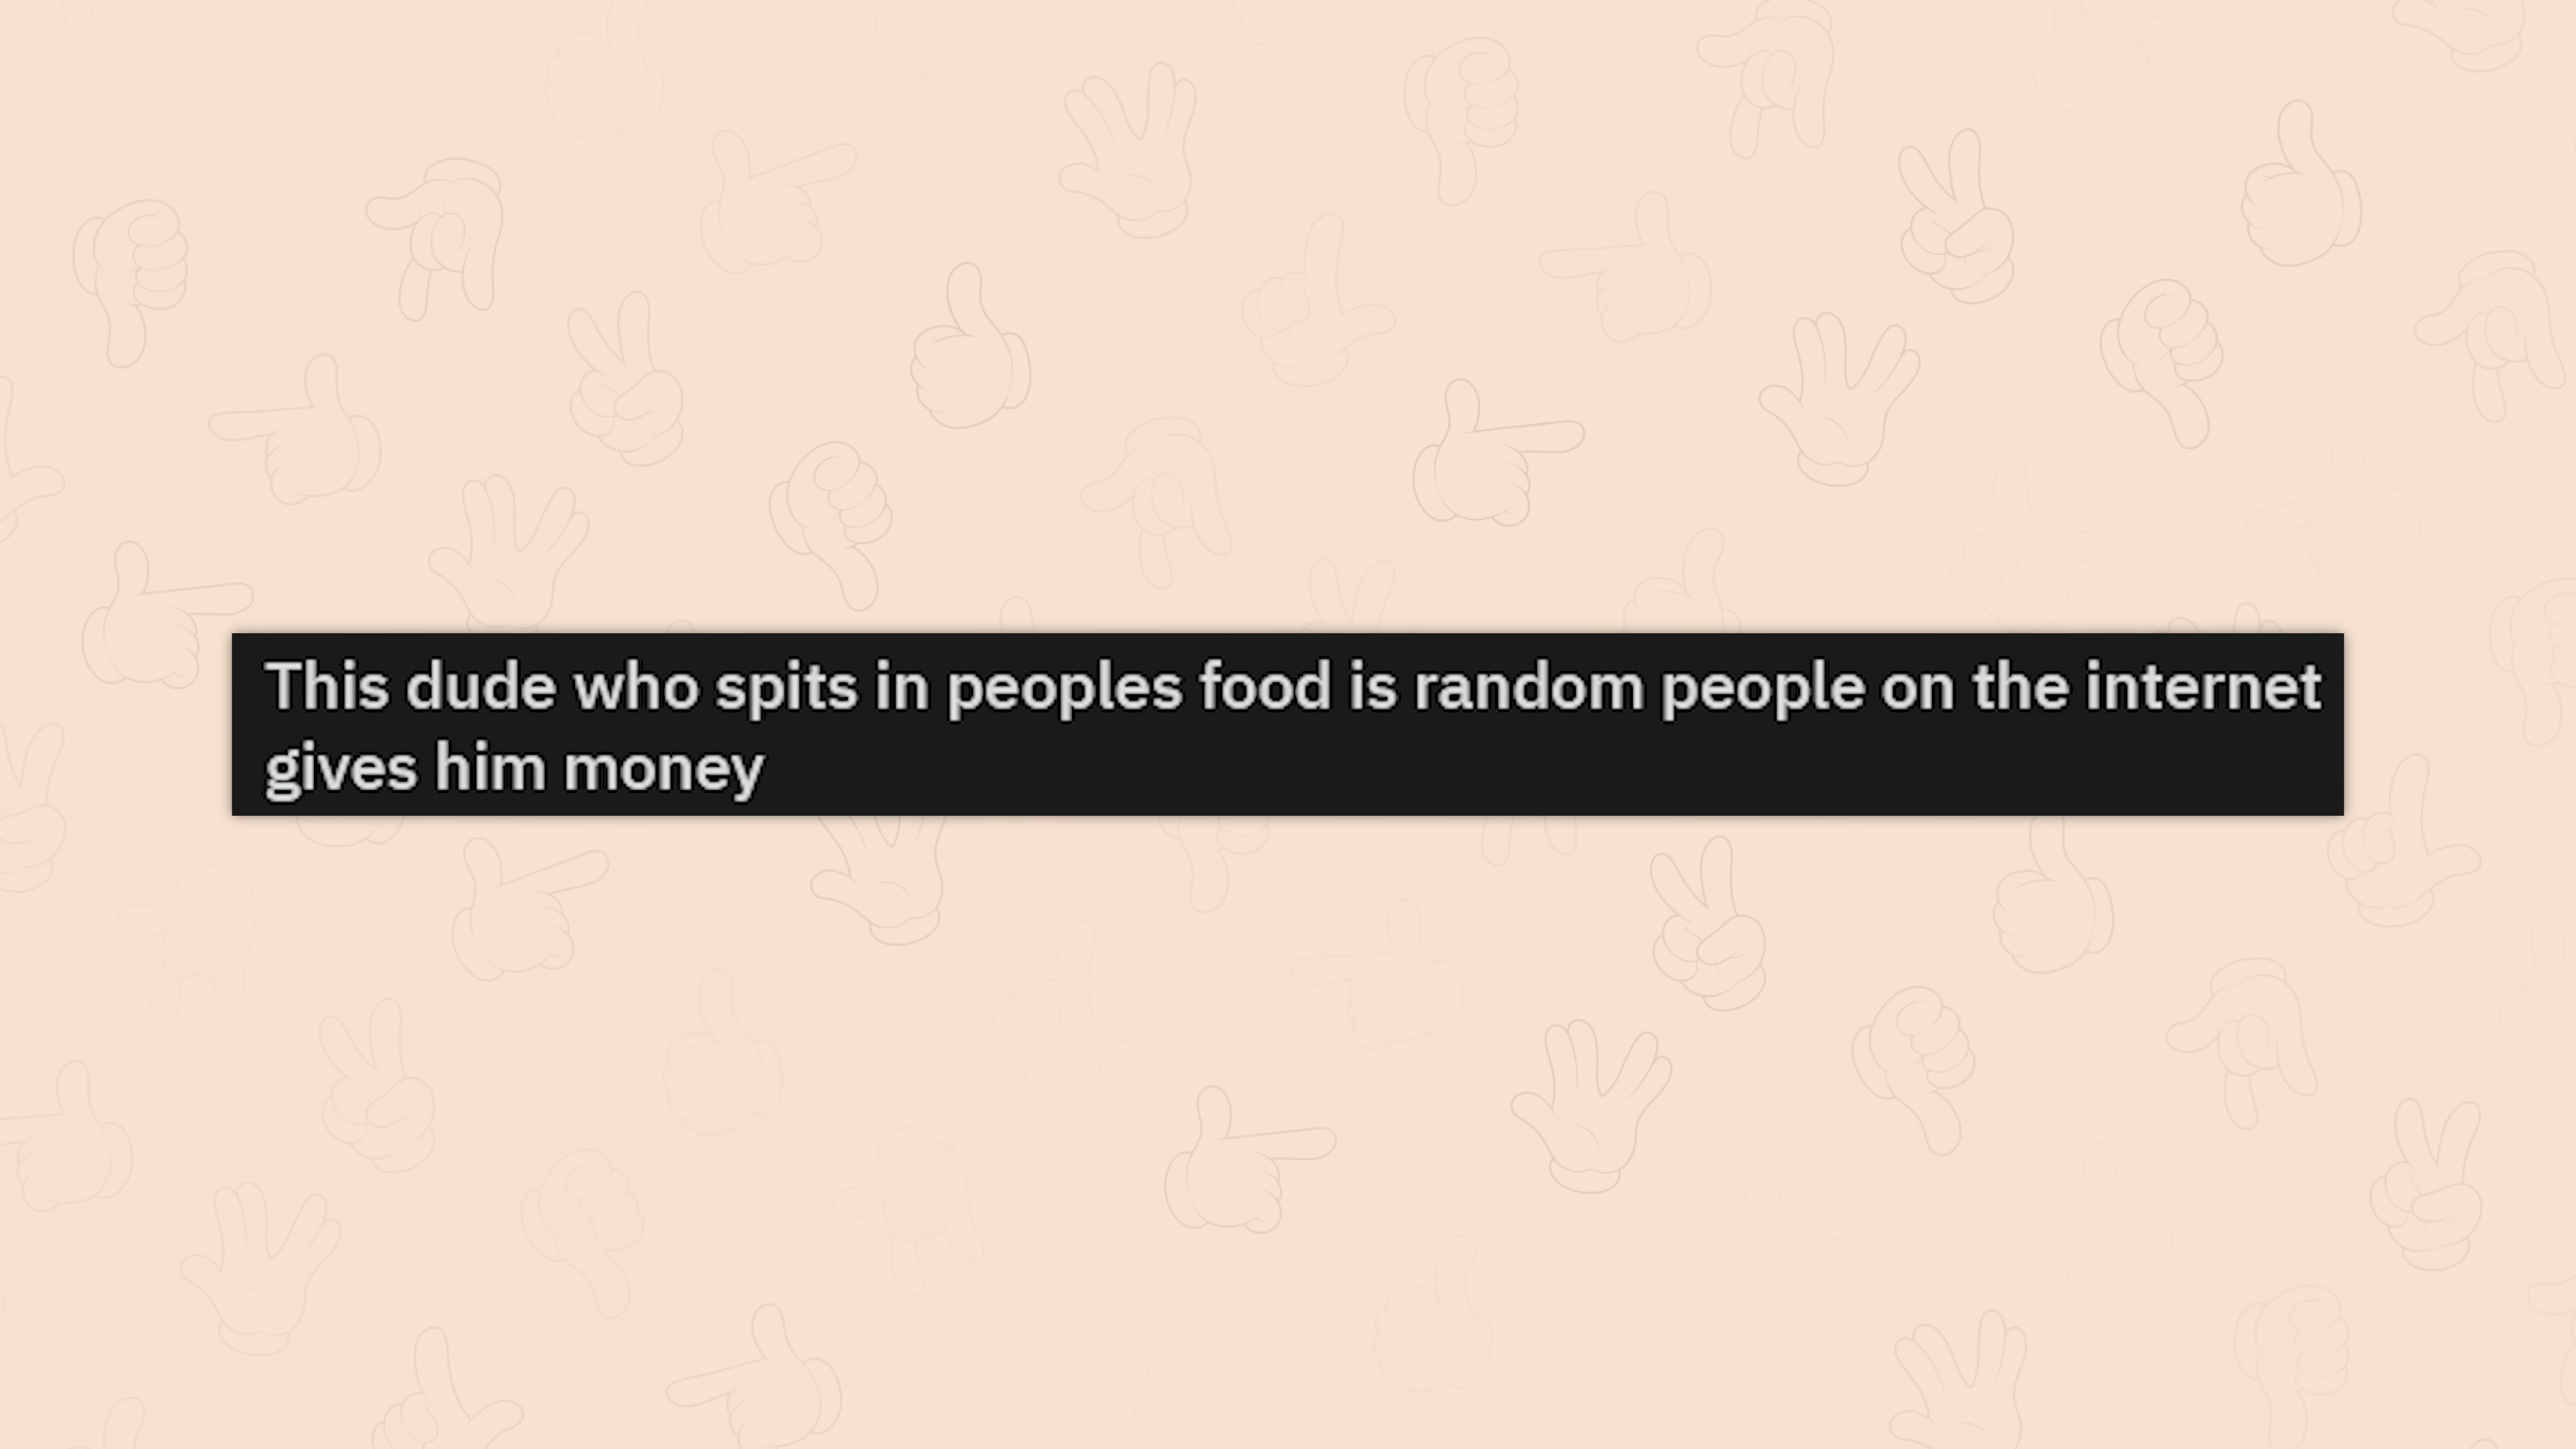 This dude who spits in peoples food is random people on the internet
gives him money